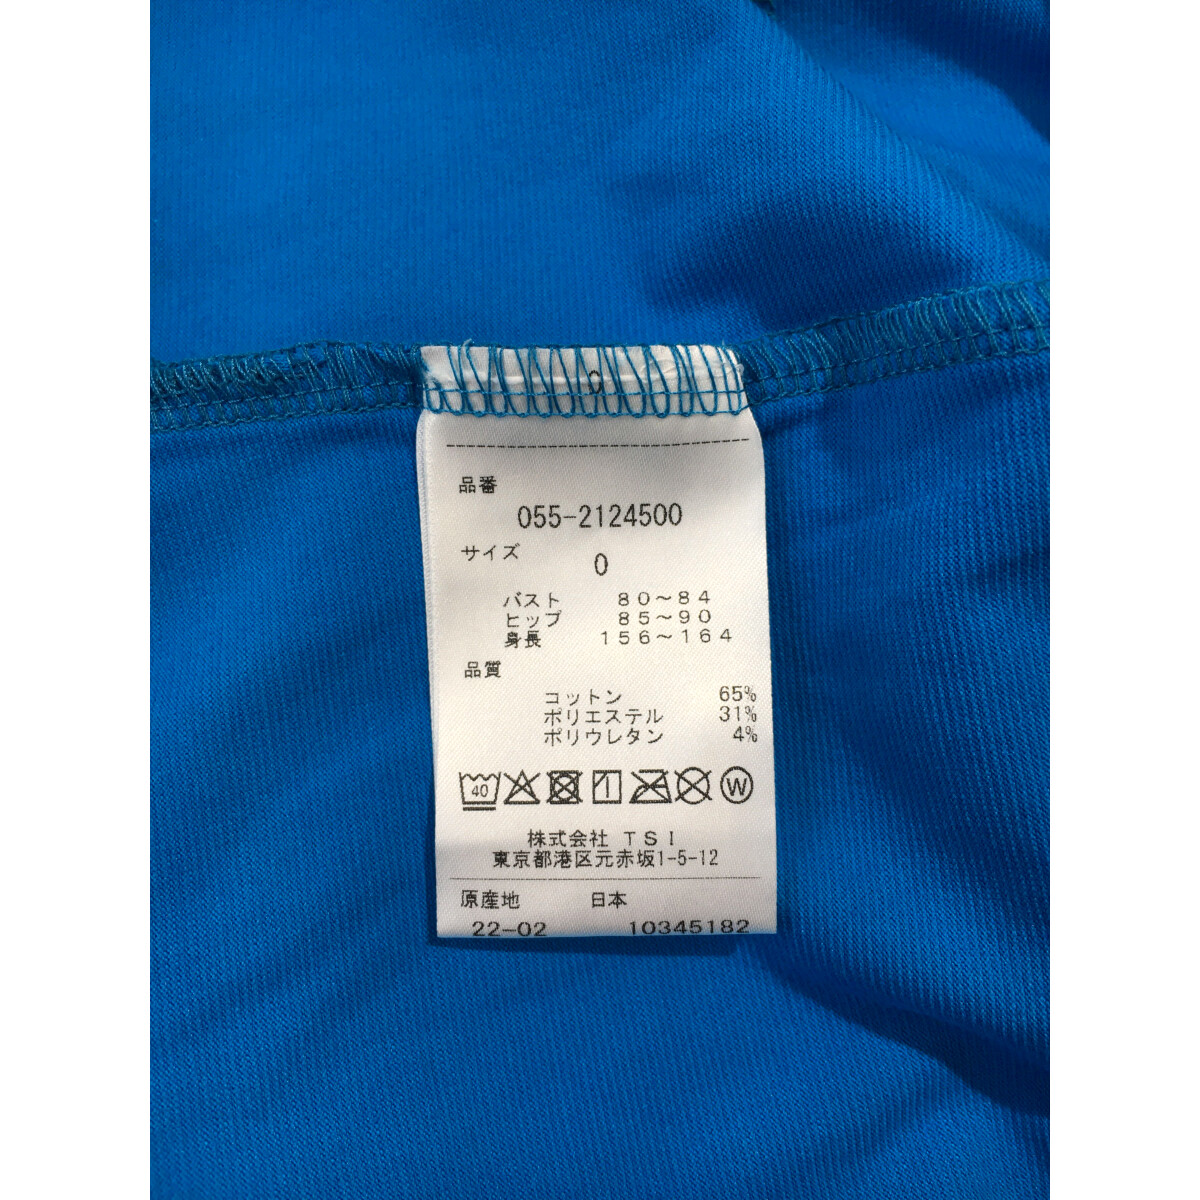 0
品番
055-2124500
サイズ
0
バスト 80～84
ヒップ 85～90
身長 156～164
品質
コットン 65%
ポリエステル 31%
ポリウレタン 4%
40 W
株式会社 TSI
東京都港区元赤坂1-5-12
原産地 日本
22-02 10345182